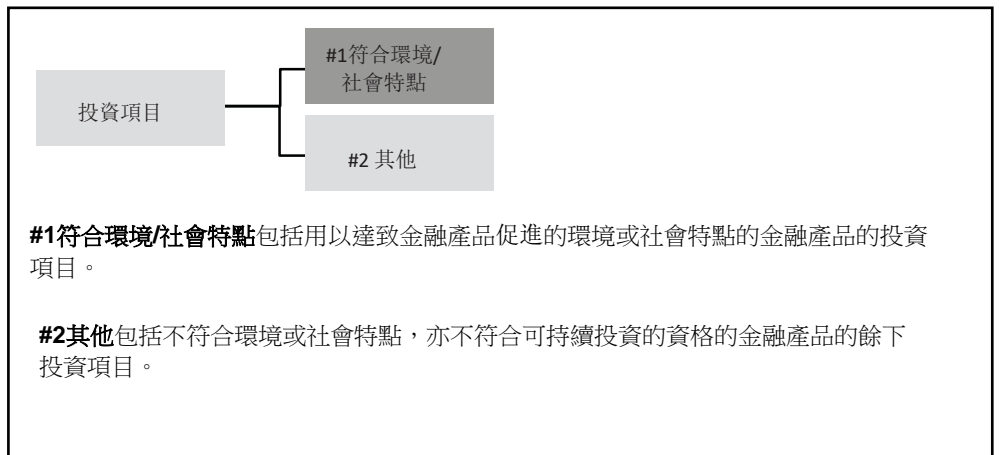 #1符合環境/
社會特點
投資項目
#2 其他
#1符合環境/社會特點包括用以達致金融產品促進的環境或社會特點的金融產品的投資
項目。
#2其他包括不符合環境或社會特點，亦不符合可持續投資的資格的金融產品的餘下
投資項目。